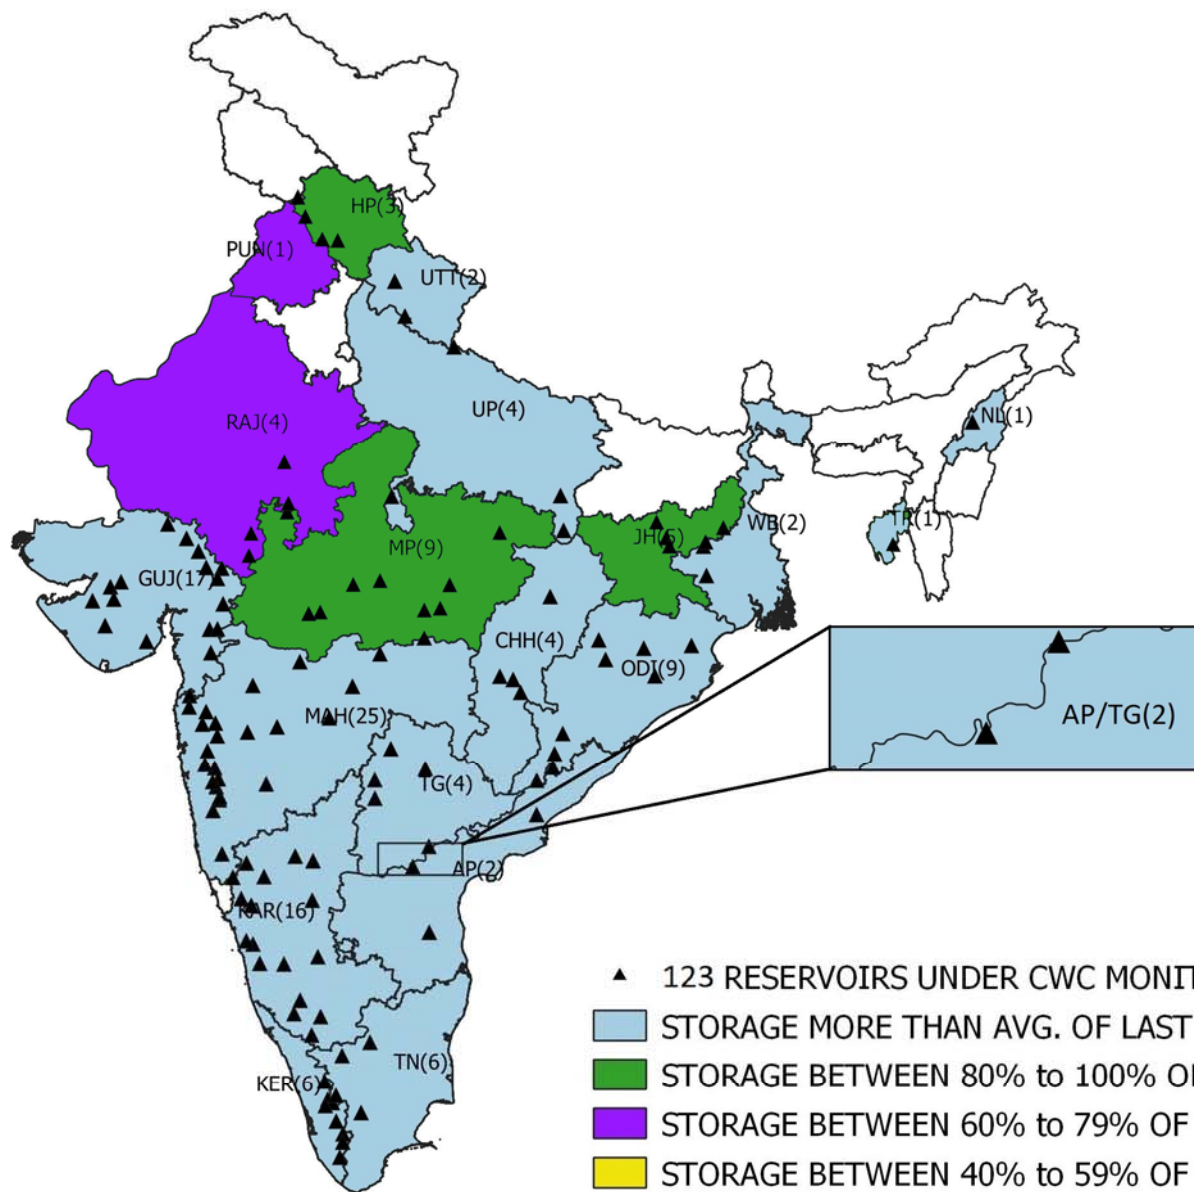 HP(3)
PUN(1)
UTT(2)
RAJ(4)
UP(4)
NL(1)
TR(1)
WB(2)
JH(5)
MP(9)
GUJ(17)
CHH(4)
ODI(9)
MAH(25)
AP/TG(2)
TG(4)
AP(2)
KAR(16)
TN(6)
KER(6)
123 RESERVOIRS UNDER CWC MONIT
STORAGE MORE THAN AVG. OF LAST
STORAGE BETWEEN 80% to 100% O
STORAGE BETWEEN 60% to 79% OF
STORAGE BETWEEN 40% to 59% OF